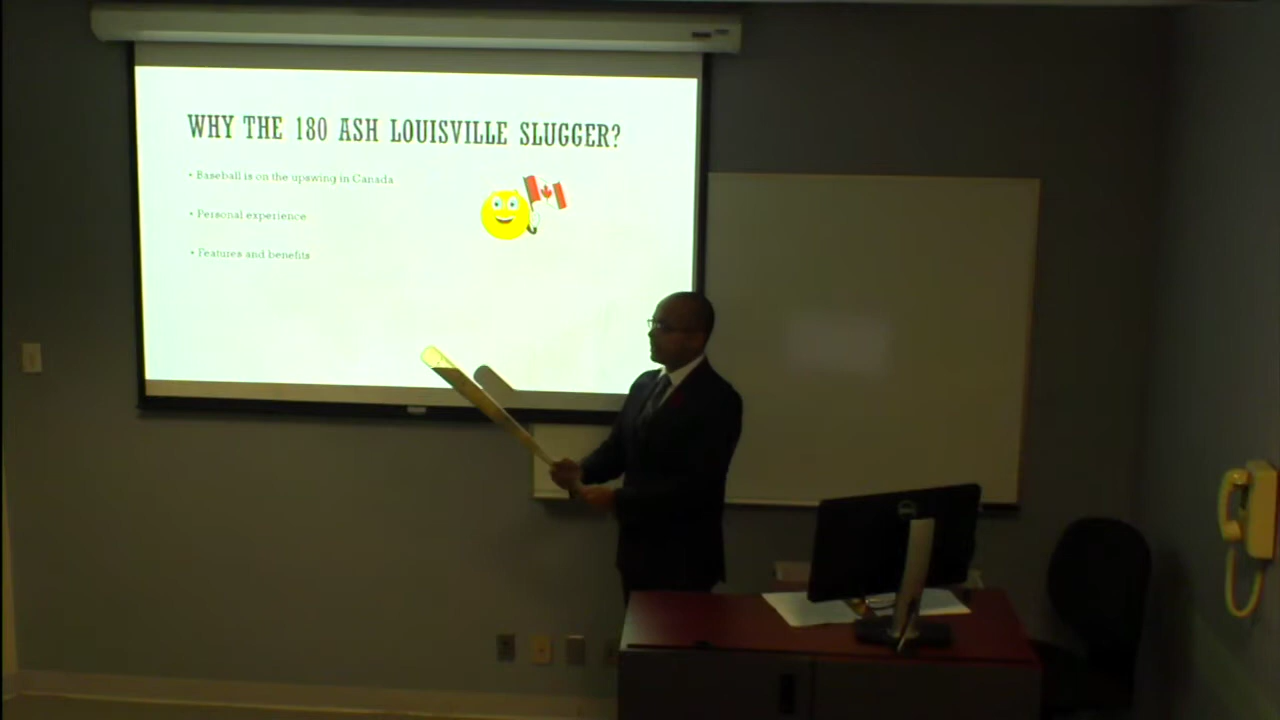 WHY THE 180 ASH LOUISVILLE SLUGGER?
• Baseball is on the upswing in Canada
• Personal experience
• Features and benefits